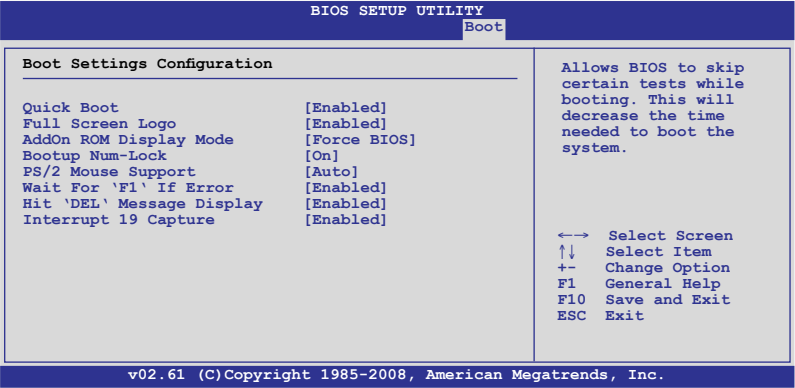 BIOS SETUP UTILITY
Boot
Boot Settings Configuration
Quick Boot [Enabled]
Full Screen Logo [Enabled]
AddOn ROM Display Mode [Force BIOS]
Bootup Num-Lock [On]
PS/2 Mouse Support [Auto]
Wait For ‘F1‘ If Error [Enabled]
Hit ‘DEL‘ Message Display [Enabled]
Interrupt 19 Capture [Enabled]
Allows BIOS to skip
certain tests while
booting. This will
decrease the time
needed to boot the
system.
←→ Select Screen
↑↓ Select Item
+- Change Option
F1 General Help
F10 Save and Exit
ESC Exit
v02.61 (C)Copyright 1985-2008, American Megatrends, Inc.